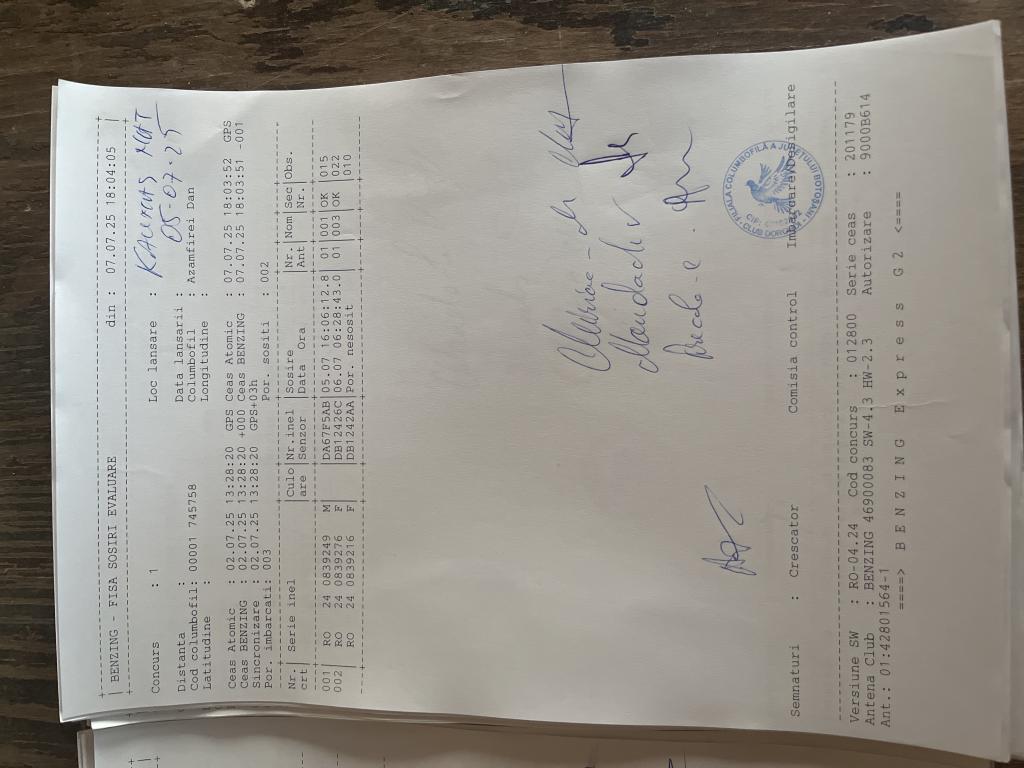 BENZING - FISA SOSIRI EVALUARE din : 07.07.25 18:04:05
Concurs : 1 Loc lansare : KAUNAS
Distanta : Data lansarii : 05.07.25
Cod columbofil: 00001 745758 Columbofil : Azamfirei Dan
Latitudine : Longitudine :
Ceas Atomic : 02.07.25 13:28:20 GPS Ceas Atomic : 07.07.25 18:03:52 GPS
Ceas BENZING : 02.07.25 13:28:20 +000 Ceas BENZING : 07.07.25 18:03:51 -001
Sincronizare : 02.07.25 13:28:20 GPS+03h
Por. imbarcati: 003 Por. sositi : 002
Nr. | Serie inel |Culo|Nr.inel |Sosire |Nr. |Nom|Sec|Obs.
crt| |are |Senzor |Data Ora |Ant| |Nr.|
001| RO 24 0839249 M| |DA67F5AB|05-07 16:06:12.8| 01|001|OK |015
002| RO 24 0839276 F| |DB12426C|06-07 06:28:43.0| 01|003|OK |022
| RO 24 0839216 F| |DB1242AA|Por. nesosit | | | |010
Semnaturi : Crescator Comisia control Imbarcare/Desigilare
FILIALA COLUMBOFILĂ A JUDEŢULUI BOTOŞANI
CLUB DOROHOI
Versiune SW : RO-04.24 Cod concurs : 012800 Serie ceas : 201179
Antena Club : BENZING 46900083 SW-4.3 HW-2.3 Autorizare : 9000B614
Ant.: 01:42801564-1
====> B E N Z I N G E x p r e s s G 2 <====